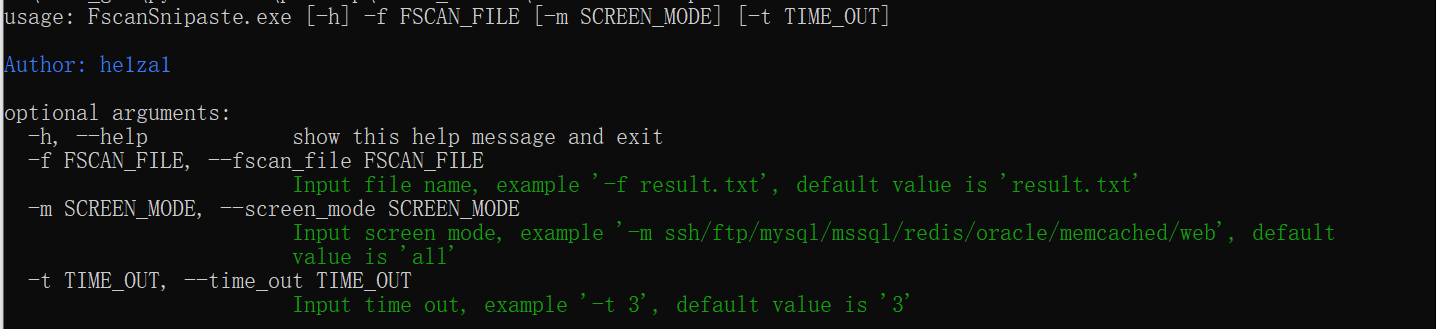 usage: FscanSnipaste.exe [-h] -f FSCAN_FILE [-m SCREEN_MODE] [-t TIME_OUT]
Author: he1za1
optional arguments:
-h, --help show this help message and exit
-f FSCAN_FILE, --fscan_file FSCAN_FILE
Input file name, example '-f result.txt', default value is 'result.txt'
-m SCREEN_MODE, --screen_mode SCREEN_MODE
Input screen mode, example '-m ssh/ftp/mysql/mssql/redis/oracle/memcached/web', default
value is 'all'
-t TIME_OUT, --time_out TIME_OUT
Input time out, example '-t 3', default value is '3'